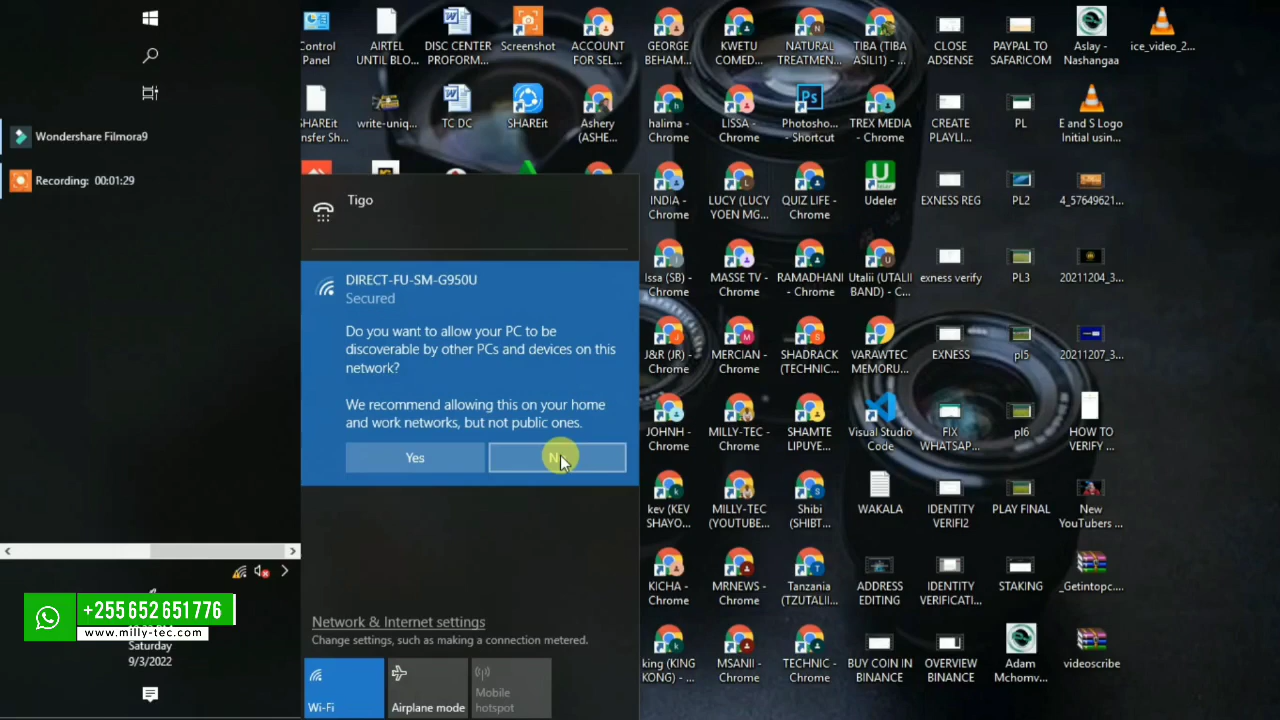 Wondershare Filmora9
Recording: 00:01:29
+255 652 651776
www.milly-tec.com
Saturday
9/3/2022
Tigo
DIRECT-FU-SM-G950U
Secured
Do you want to allow your PC to be
discoverable by other PCs and devices on this
network?
We recommend allowing this on your home
and work networks, but not public ones.
Yes
Network & Internet settings
Change settings, such as making a connection metered.
Wi-Fi
Airplane mode
Mobile
hotspot
Control
Panel
AIRTEL
UNTIL BLO...
DISC CENTER
PROFORM...
Screenshot
ACCOUNT
FOR SEL...
GEORGE
BEHAM...
KWETU
COMED...
NATURAL
TREATMEN...
TIBA (TIBA
ASILI1) - ...
CLOSE
ADSENSE
PAYPAL TO
SAFARICOM
Aslay -
Nashangaa
ice_video_2...
SHAREit
nsfer Sh...
write-uniq...
TC DC
SHAREit
Ashery
(ASHE...
halima -
Chrome
LISSA -
Chrome
Photosho...
- Shortcut
TREX MEDIA
- Chrome
CREATE
PLAYLI...
PL
E and S Logo
Initial using...
INDIA -
Chrome
LUCY (LUCY
YOEN MG...
QUIZ LIFE -
Chrome
Udeler
EXNESS REG
PL2
4_57649621...
Issa (SB) -
Chrome
MASSE TV -
Chrome
RAMADHANI
- Chrome
Utalii (UTALII
BAND) - C...
exness verify
PL3
20211204_3...
J&R (JR) -
Chrome
MERCIAN -
Chrome
SHADRACK
(TECHNIC...
VARAWTEC
MEMORU...
EXNESS
pl5
20211207_3...
JOHNH -
Chrome
MILLY-TEC
- Chrome
SHAMTE
LIPUYE...
Visual Studio
Code
FIX
WHATSAP...
pl6
HOW TO
VERIFY ...
kev (KEV
SHAYO...
MILLY-TEC
(YOUTUBE...
Shibi
(SHIBT...
WAKALA
IDENTITY
VERIFI2
PLAY FINAL
New
YouTubers ...
KICHA -
Chrome
MRNEWS -
Chrome
Tanzania
(TZUTALII...
ADDRESS
EDITING
IDENTITY
VERIFICATI...
STAKING
_Getintopc....
king (KING
KONG) - ...
MSANII -
Chrome
TECHNIC -
Chrome
BUY COIN IN
BINANCE
OVERVIEW
BINANCE
Adam
Mchomv...
videoscribe